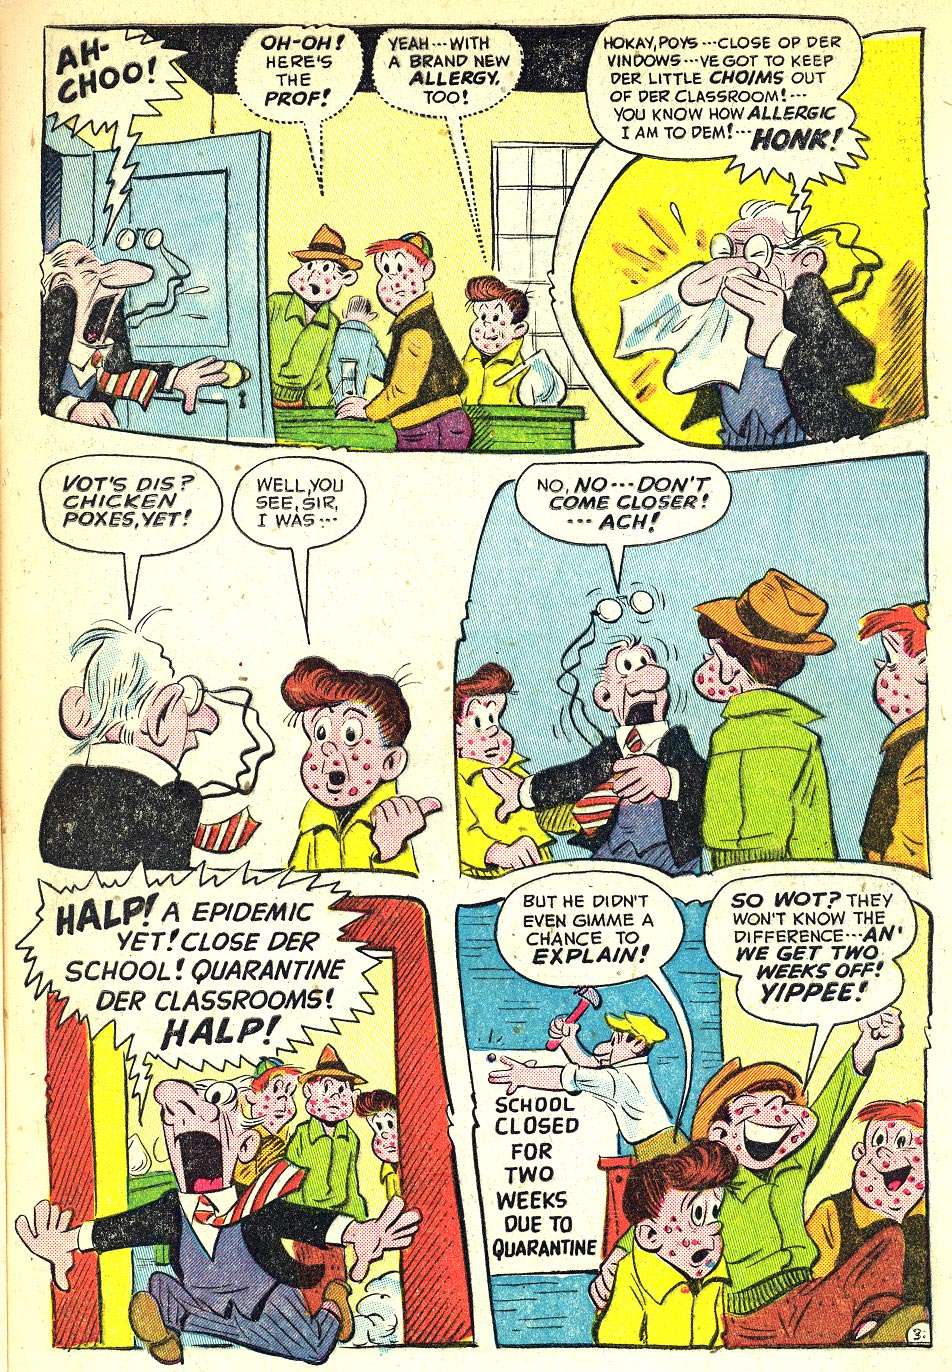 AH-
CHOO!
OH-OH!
HERE'S
THE
PROF!
YEAH---WITH
A BRAND NEW
ALLERGY,
TOO!
HOKAY, POYS---CLOSE OP DER
VINDOWS---VE GOT TO KEEP
DER LITTLE CHOIMS OUT
OF DER CLASSROOM!---
YOU KNOW HOW ALLERGIC
I AM TO DEM!---HONK!
VOT'S DIS?
CHICKEN
POXES, YET!
WELL, YOU
SEE, SIR,
I WAS---
NO, NO---DON'T
COME CLOSER!
---ACH!
HALP! A EPIDEMIC
YET! CLOSE DER
SCHOOL! QUARANTINE
DER CLASSROOMS!
HALP!
BUT HE DIDN'T
EVEN GIMME A
CHANCE TO
EXPLAIN!
SO WOT? THEY
WON'T KNOW THE
DIFFERENCE---AN'
WE GET TWO
WEEKS OFF!
YIPPEE!
SCHOOL
CLOSED
FOR
TWO
WEEKS
DUE TO
QUARANTINE
3.